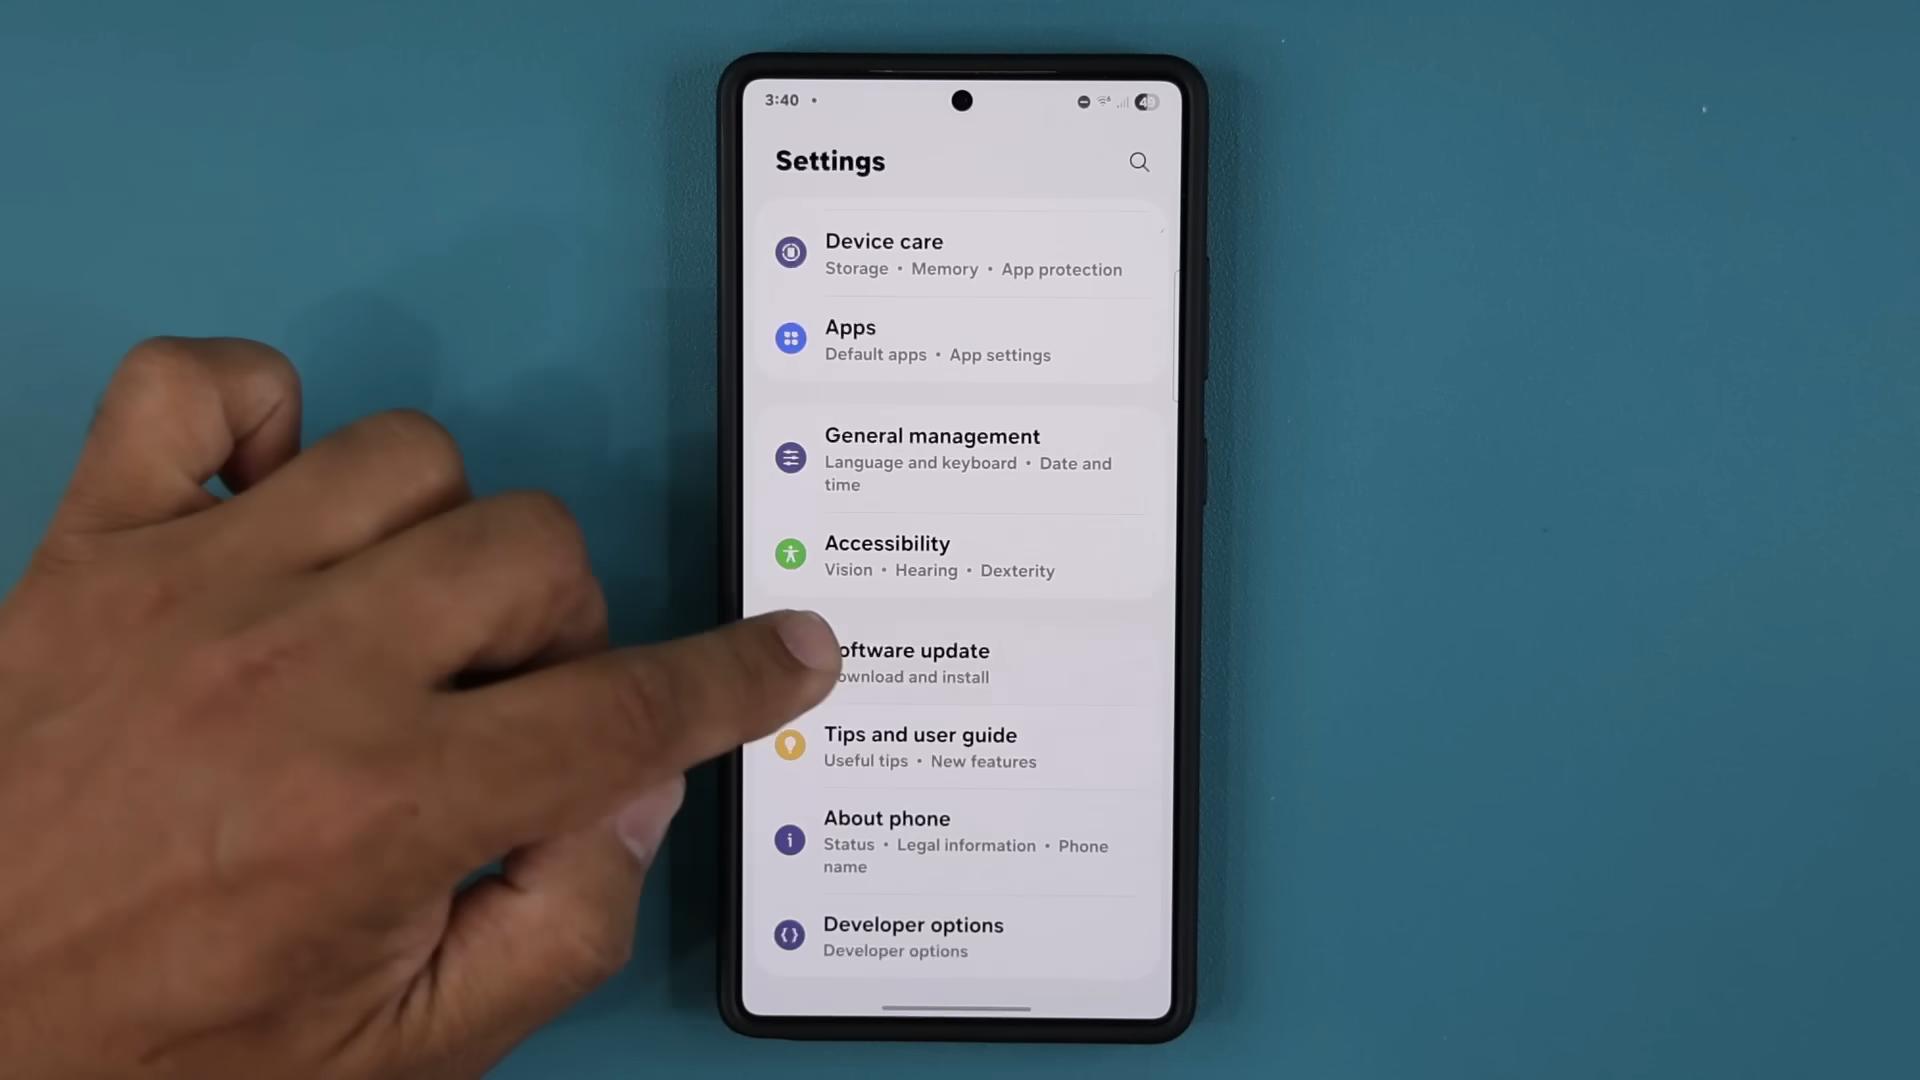 3:40
49
Settings
Device care
Storage • Memory • App protection
Apps
Default apps • App settings
General management
Language and keyboard • Date and
time
Accessibility
Vision • Hearing • Dexterity
oftware update
ownload and install
Tips and user guide
Useful tips • New features
About phone
Status • Legal information • Phone
name
Developer options
Developer options